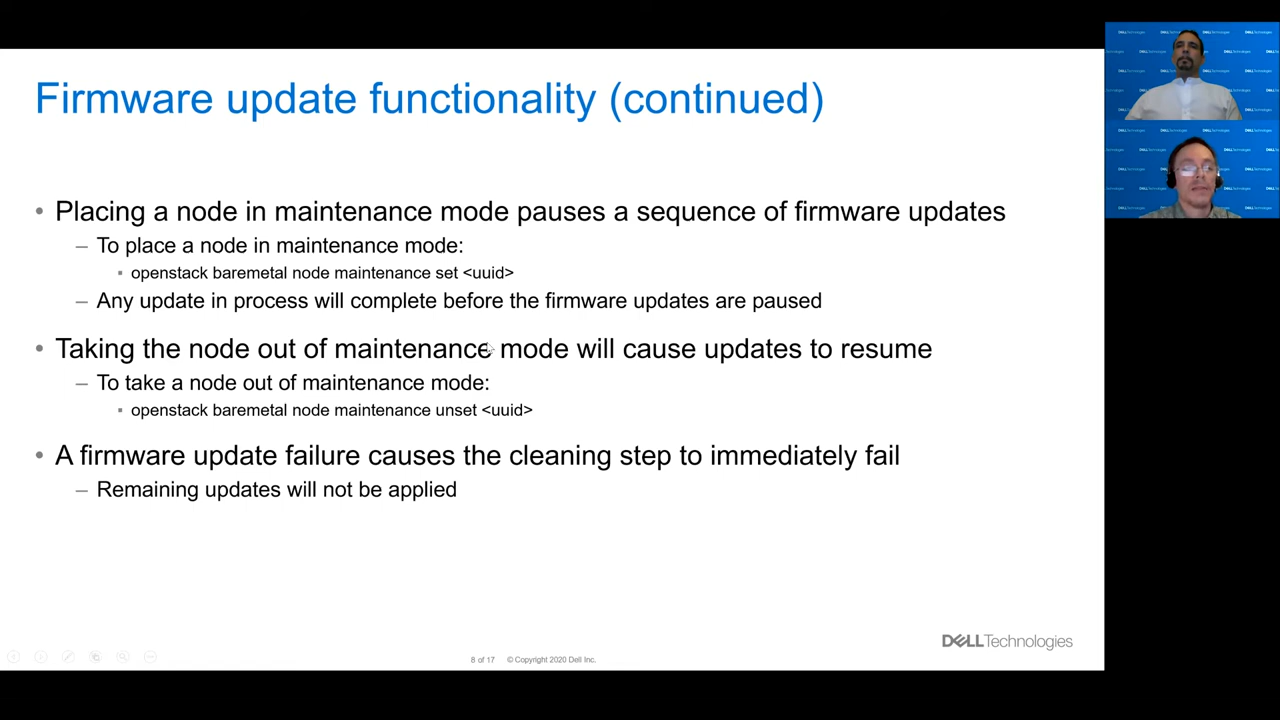 Firmware update functionality (continued)
• Placing a node in maintenance mode pauses a sequence of firmware updates
– To place a node in maintenance mode:
▪ openstack baremetal node maintenance set <uuid>
– Any update in process will complete before the firmware updates are paused
• Taking the node out of maintenance mode will cause updates to resume
– To take a node out of maintenance mode:
▪ openstack baremetal node maintenance unset <uuid>
• A firmware update failure causes the cleaning step to immediately fail
– Remaining updates will not be applied
DELL Technologies
8 of 17 © Copyright 2020 Dell Inc.